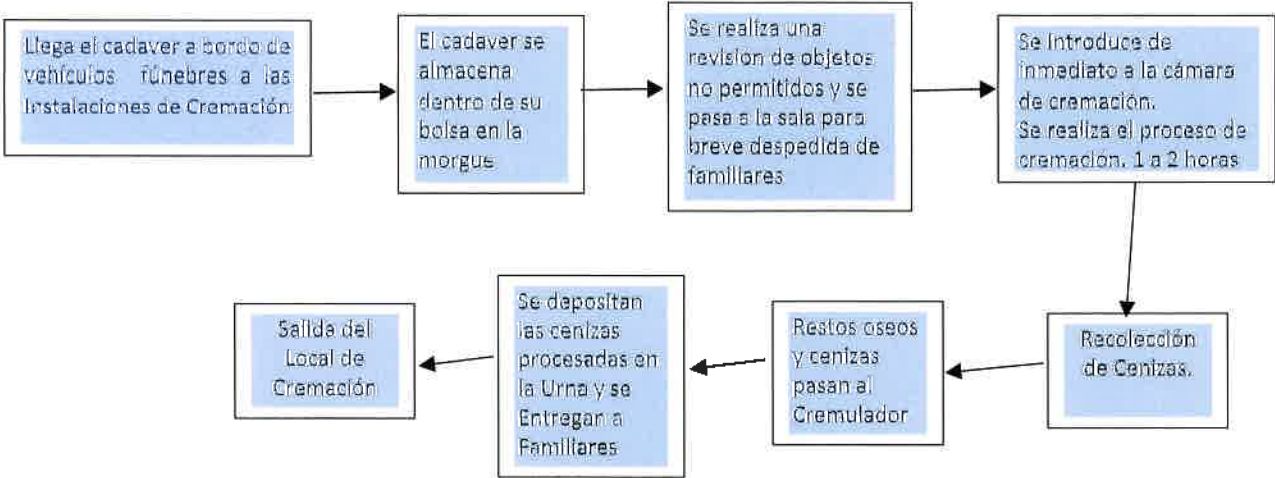 Llega el cadaver a bordo de
vehículos fúnebres a las
Instalaciones de Cremación
El cadaver se
almacena
dentro de su
bolsa en la
morgue
Se realiza una
revision de objetos
no permitidos y se
pasa a la sala para
breve despedida de
familiares
Se introduce de
inmediato a la cámara
de cremación.
Se realiza el proceso de
cremación. 1 a 2 horas
Recolección
de Cenizas.
Restos oseos
y cenizas
pasan al
Cremulador
Se depositan
las cenizas
procesadas en
la Urna y se
Entregan a
Familiares
Salida del
Local de
Cremación